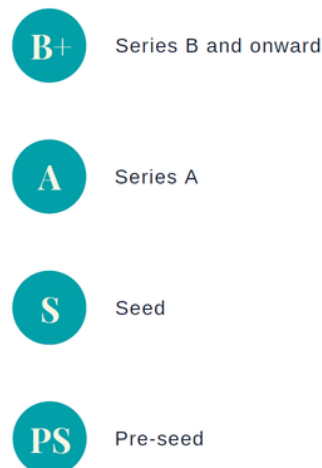 B+ Series B and onward
A Series A
S Seed
PS Pre-seed